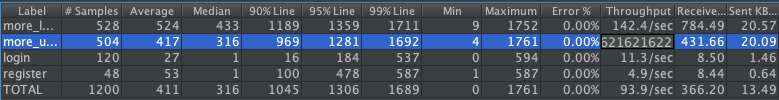 Label # Samples Average Median 90% Line 95% Line 99% Line Min Maximum Error % Throughput Receive... Sent KB...
more_l... 528 524 433 1189 1359 1711 9 1752 0.00% 142.4/sec 784.49 20.57
more_u... 504 417 316 969 1281 1692 4 1761 0.00% 621621622 431.66 20.09
login 120 27 1 16 184 537 0 594 0.00% 11.3/sec 8.50 1.46
register 48 53 1 100 478 587 1 587 0.00% 4.9/sec 8.44 0.64
TOTAL 1200 411 316 1045 1306 1689 0 1761 0.00% 93.9/sec 366.20 13.49